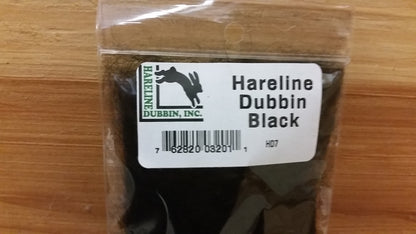 HARELINE
DUBBIN, INC.
Hareline
Dubbin
Black
HD7
7 62820 03201 1